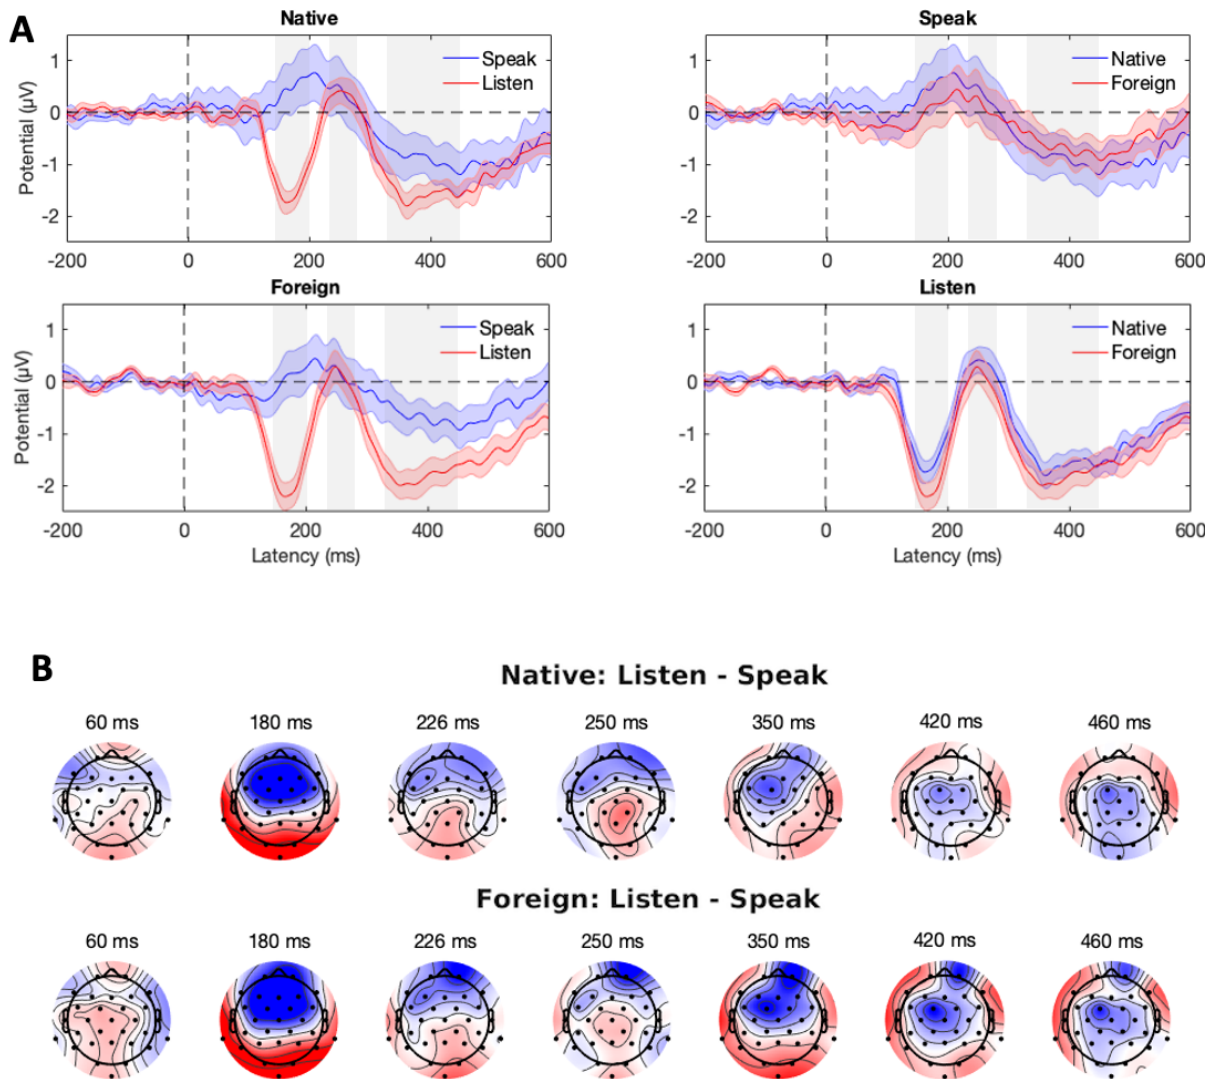 A
Native
Speak
Listen
Potential (µV)
1
0
-1
-2
-200
0
200
400
600
Speak
Native
Foreign
1
0
-1
-2
-200
0
200
400
600
Foreign
Speak
Listen
Potential (µV)
1
0
-1
-2
-200
0
200
400
600
Latency (ms)
Listen
Native
Foreign
1
0
-1
-2
-200
0
200
400
600
Latency (ms)
B
Native: Listen - Speak
60 ms 180 ms 226 ms 250 ms 350 ms 420 ms 460 ms
Foreign: Listen - Speak
60 ms 180 ms 226 ms 250 ms 350 ms 420 ms 460 ms